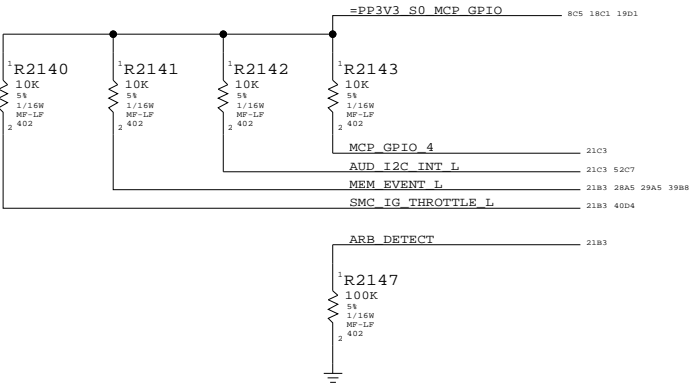 =PP3V3_S0_MCP_GPIO 8C5 18C1 19D1
1 R2140 1 R2141 1 R2142 1 R2143
10K 10K 10K 10K
5% 5% 5% 5%
1/16W 1/16W 1/16W 1/16W
MF-LF MF-LF MF-LF MF-LF
2 402 2 402 2 402 2 402
MCP_GPIO_4 21C3
AUD_I2C_INT_L 21C3 52C7
MEM_EVENT_L 21B3 28A5 29A5 39B8
SMC_IG_THROTTLE_L 21B3 40D4
ARB_DETECT 21B3
1 R2147
100K
5%
1/16W
MF-LF
2 402